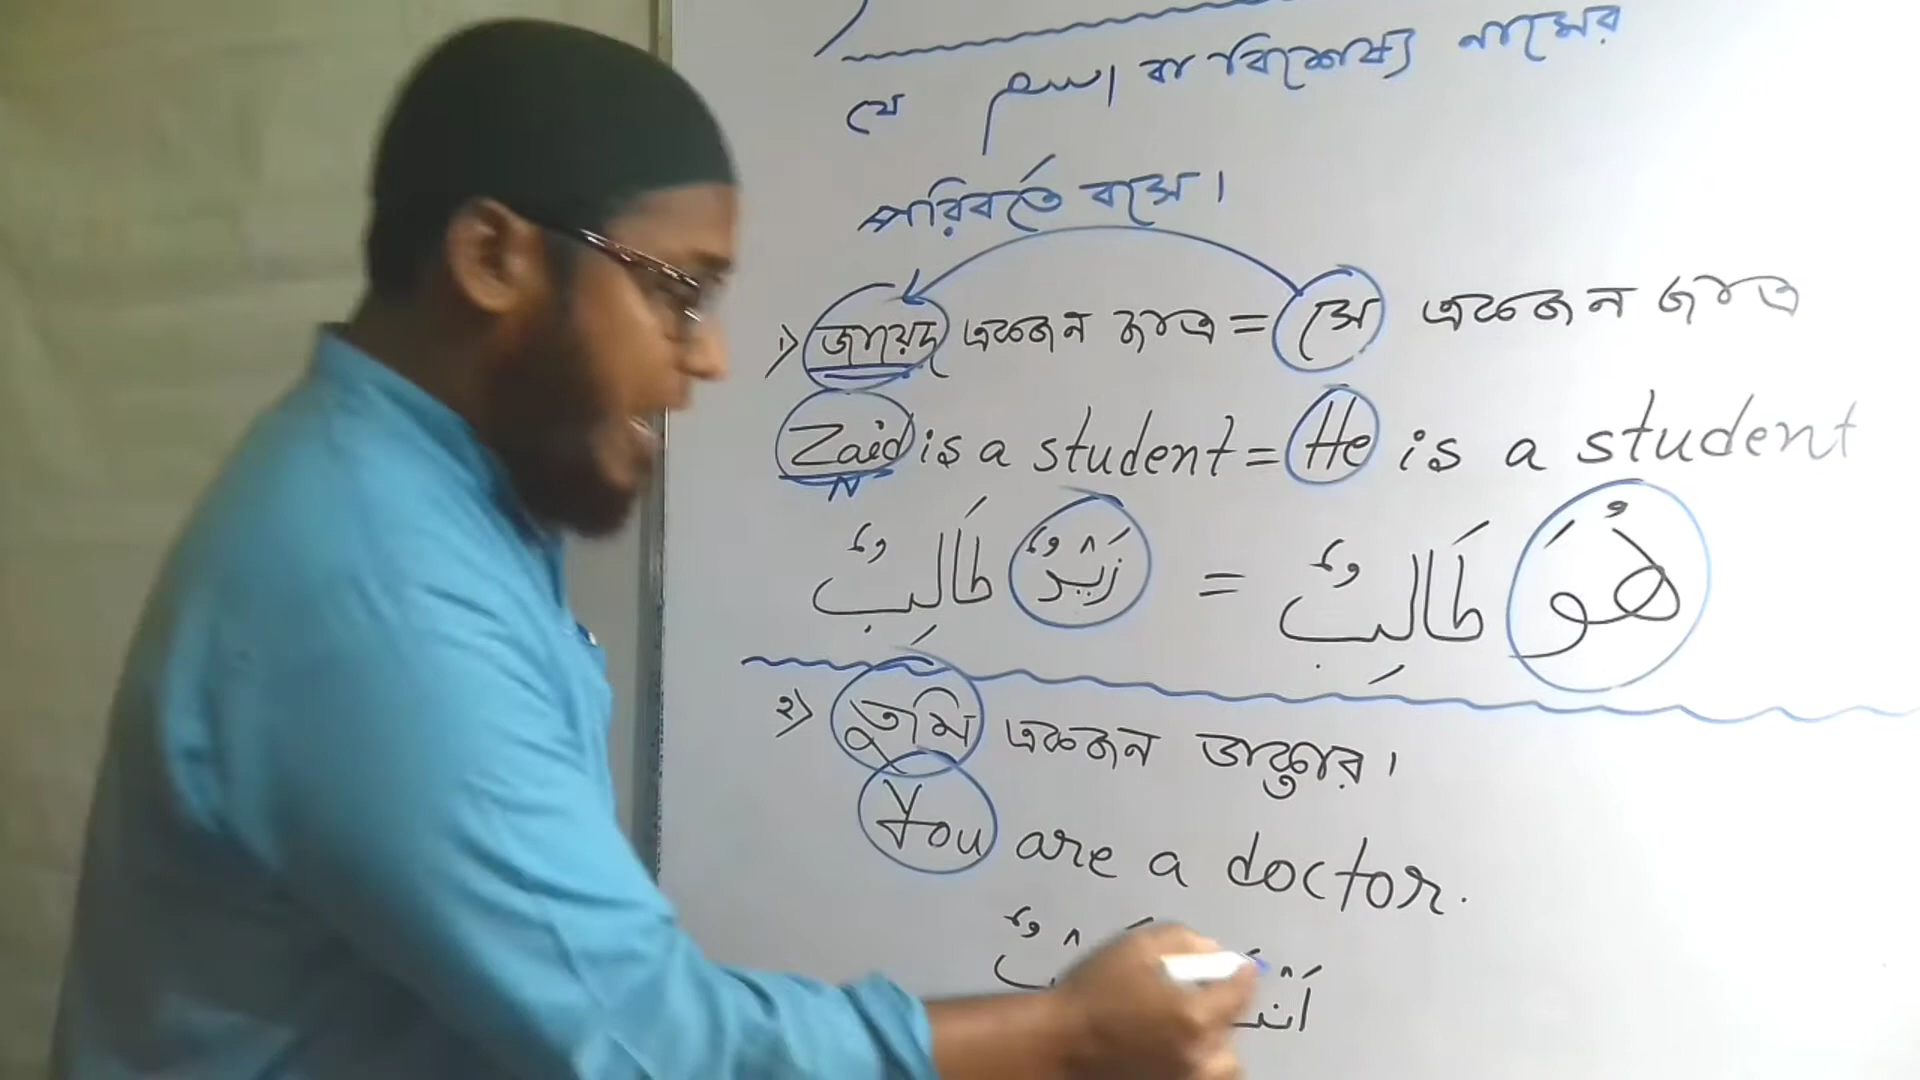 যে اسم বা বিশেষ্য নামের
পরিবর্তে বসে।
১) জায়েদ একজন ছাত্র = সে একজন ছাত্র
Zaid is a student = He is a student
N
زَيْدٌ طَالِبٌ = هُوَ طَالِبٌ
২) তুমি একজন ডাক্তার।
You are a doctor.